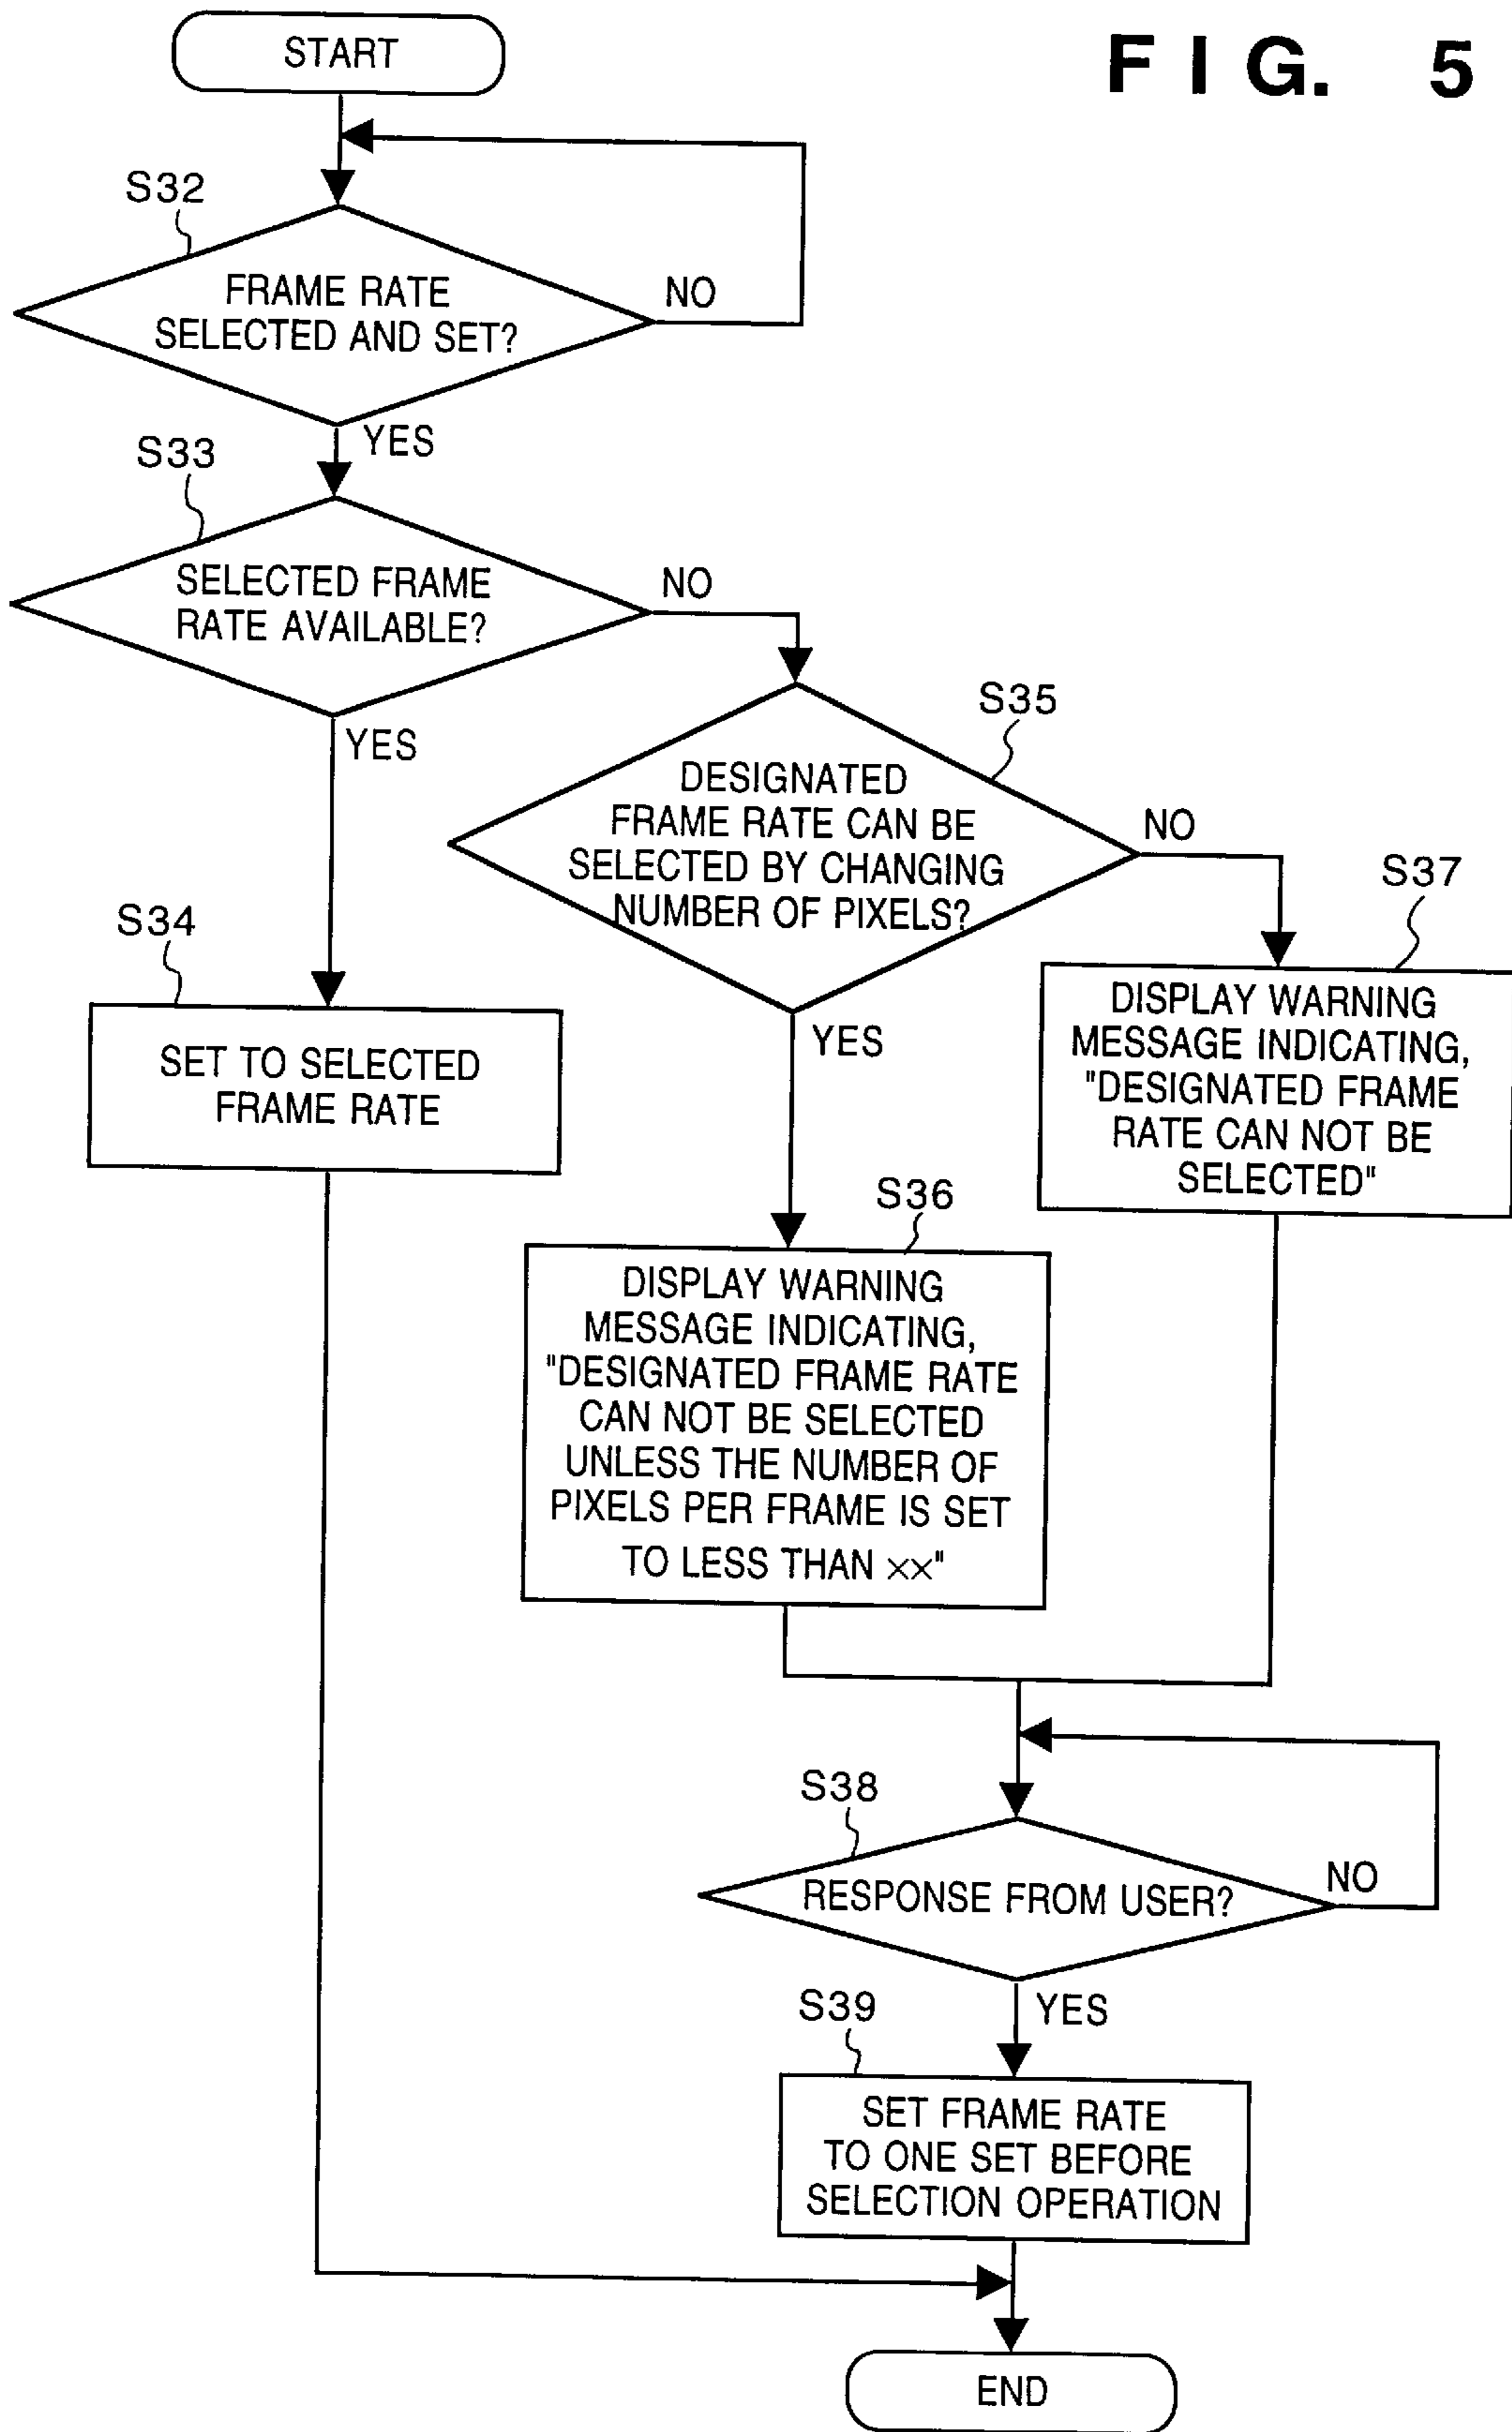 FIG. 5
START
S32
FRAME RATE
SELECTED AND SET?
NO
YES
S33
SELECTED FRAME
RATE AVAILABLE?
NO
YES
S35
DESIGNATED
FRAME RATE CAN BE
SELECTED BY CHANGING
NUMBER OF PIXELS?
NO
YES
S34
SET TO SELECTED
FRAME RATE
S37
DISPLAY WARNING
MESSAGE INDICATING,
"DESIGNATED FRAME
RATE CAN NOT BE
SELECTED"
S36
DISPLAY WARNING
MESSAGE INDICATING,
"DESIGNATED FRAME RATE
CAN NOT BE SELECTED
UNLESS THE NUMBER OF
PIXELS PER FRAME IS SET
TO LESS THAN ××"
S38
RESPONSE FROM USER?
NO
YES
S39
SET FRAME RATE
TO ONE SET BEFORE
SELECTION OPERATION
END